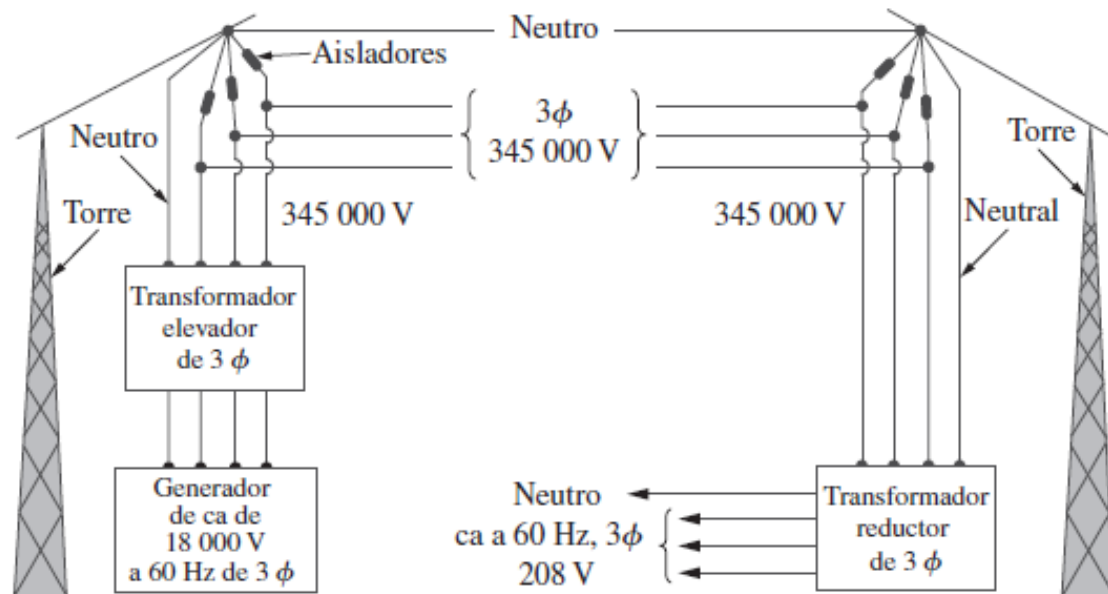 Neutro
Aisladores
3ϕ
345 000 V
Neutro
Torre
Torre
345 000 V
345 000 V
Neutral
Transformador
elevador
de 3 ϕ
Generador
de ca de
18 000 V
a 60 Hz de 3 ϕ
Neutro
ca a 60 Hz, 3ϕ
208 V
Transformador
reductor
de 3 ϕ